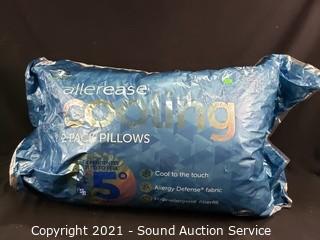 allerease
cooling
2 PACK PILLOWS
5°
Cool to the touch
Allergy Defense fabric
Copyright 2021 - Sound Auction Service